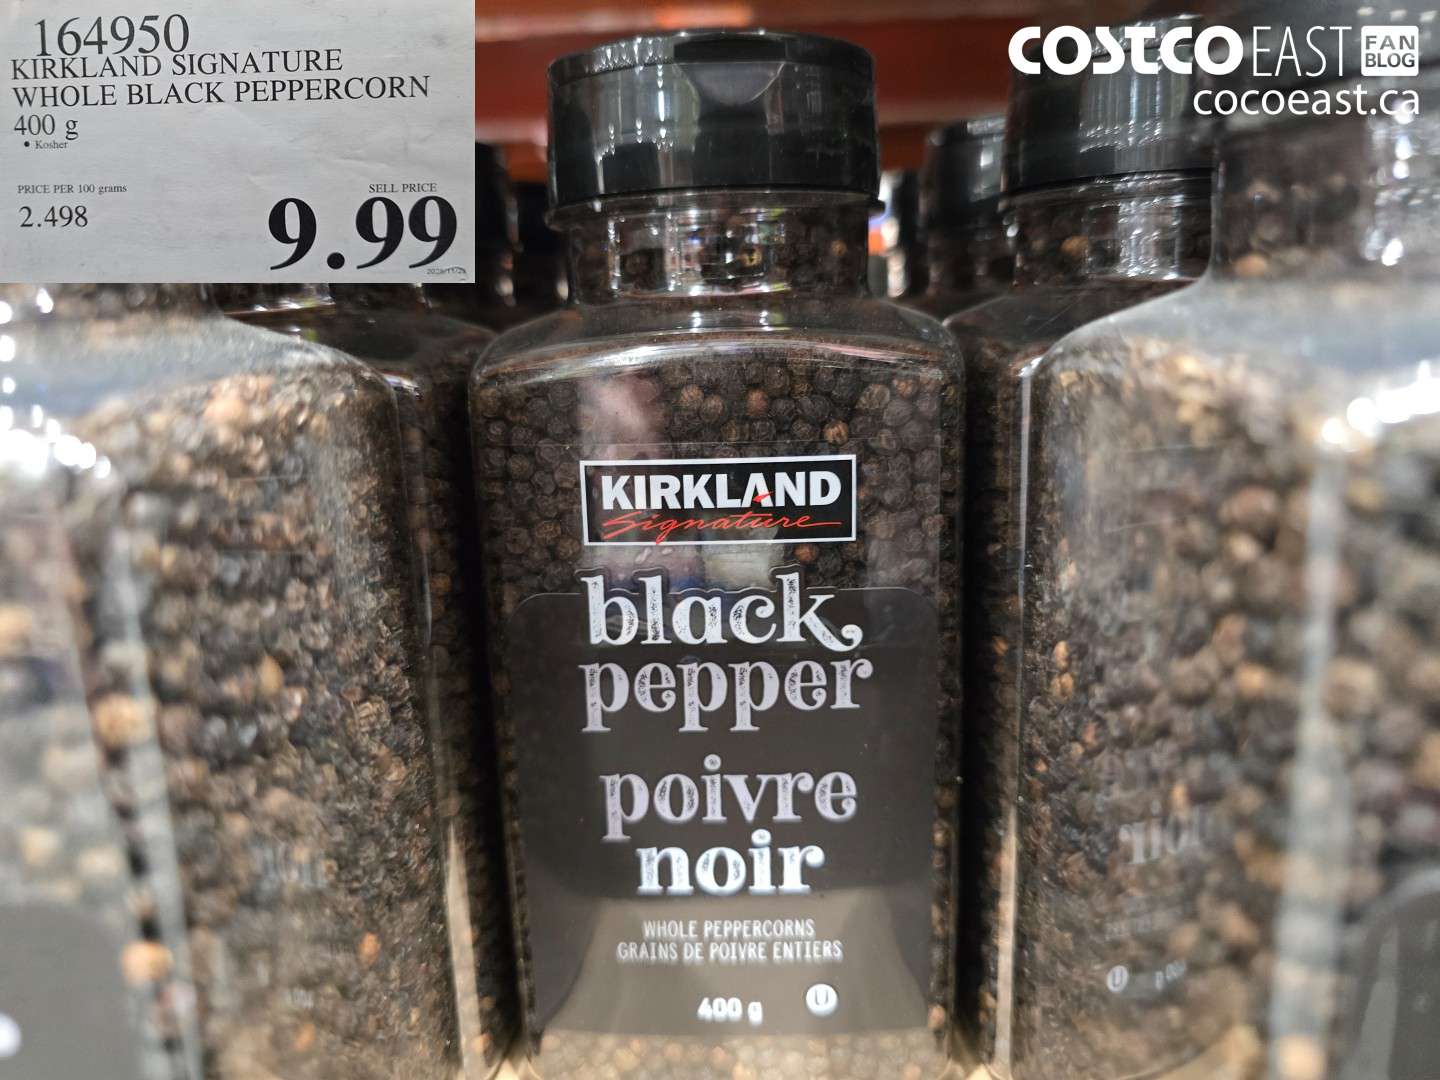 164950
KIRKLAND SIGNATURE
WHOLE BLACK PEPPERCORN
400 g
• Kosher
PRICE PER 100 grams
SELL PRICE
2.498
9.99
COSTCO EAST FAN BLOG
cocoeast.ca
KIRKLAND
Signature
black
pepper
poivre
noir
WHOLE PEPPERCORNS
GRAINS DE POIVRE ENTIERS
400 g
U